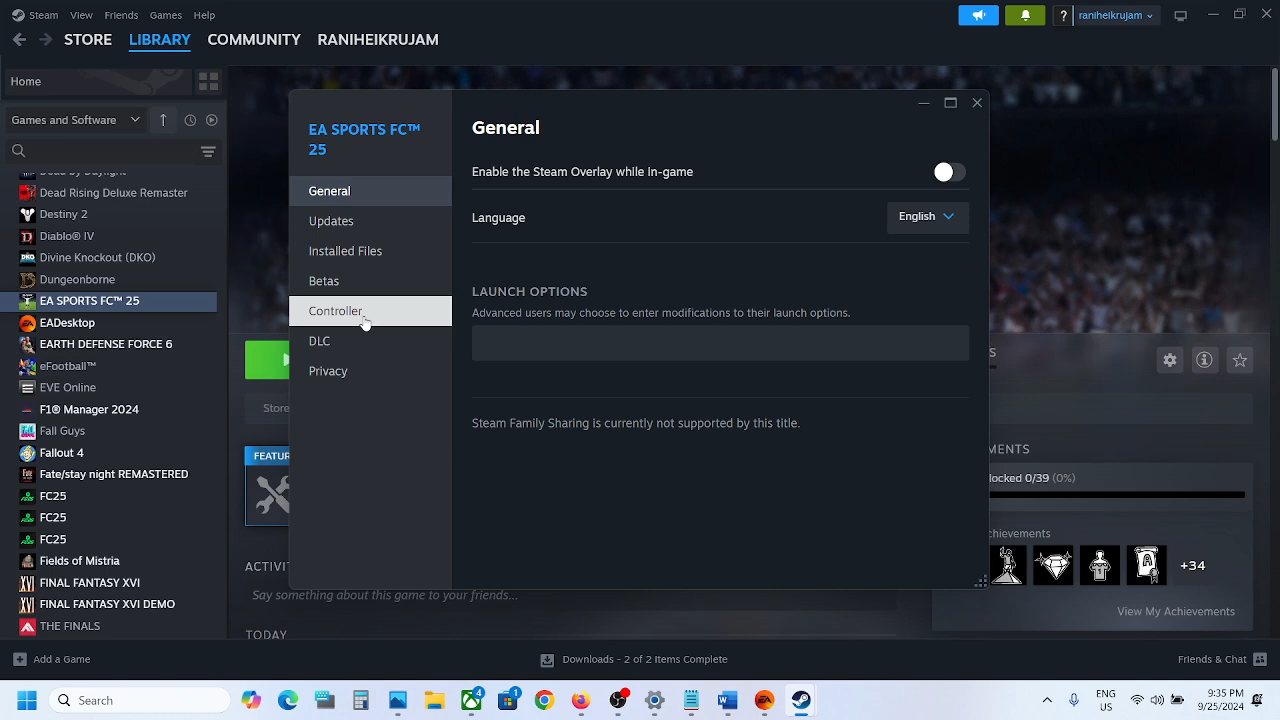 Steam View Friends Games Help
raniheikrujam
STORE LIBRARY COMMUNITY RANIHEIKRUJAM
Home
Games and Software
Dead by Daylight
Dead Rising Deluxe Remaster
Destiny 2
Diablo® IV
Divine Knockout (DKO)
Dungeonborne
EA SPORTS FC™ 25
EADesktop
EARTH DEFENSE FORCE 6
eFootball™
EVE Online
F1® Manager 2024
Fall Guys
Fallout 4
Fate/stay night REMASTERED
FC25
FC25
FC25
Fields of Mistria
FINAL FANTASY XVI
FINAL FANTASY XVI DEMO
THE FINALS
EA SPORTS FC™
25
General
Updates
Installed Files
Betas
Controller
DLC
Privacy
General
Enable the Steam Overlay while In-game
Language English
LAUNCH OPTIONS
Advanced users may choose to enter modifications to their launch options.
Steam Family Sharing is currently not supported by this title.
Store
FEATUR
ACTIVIT
Say something about this game to your friends...
TODAY
S
MENTS
locked 0/39 (0%)
chievements
+34
View My Achievements
Add a Game
Downloads - 2 of 2 Items Complete
Friends & Chat
Search
4
1
ENG
US
9:35 PM
9/25/2024